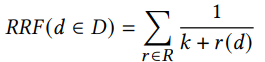 RRF(d ∈ D) = ∑_{r∈R} 1 / (k + r(d))